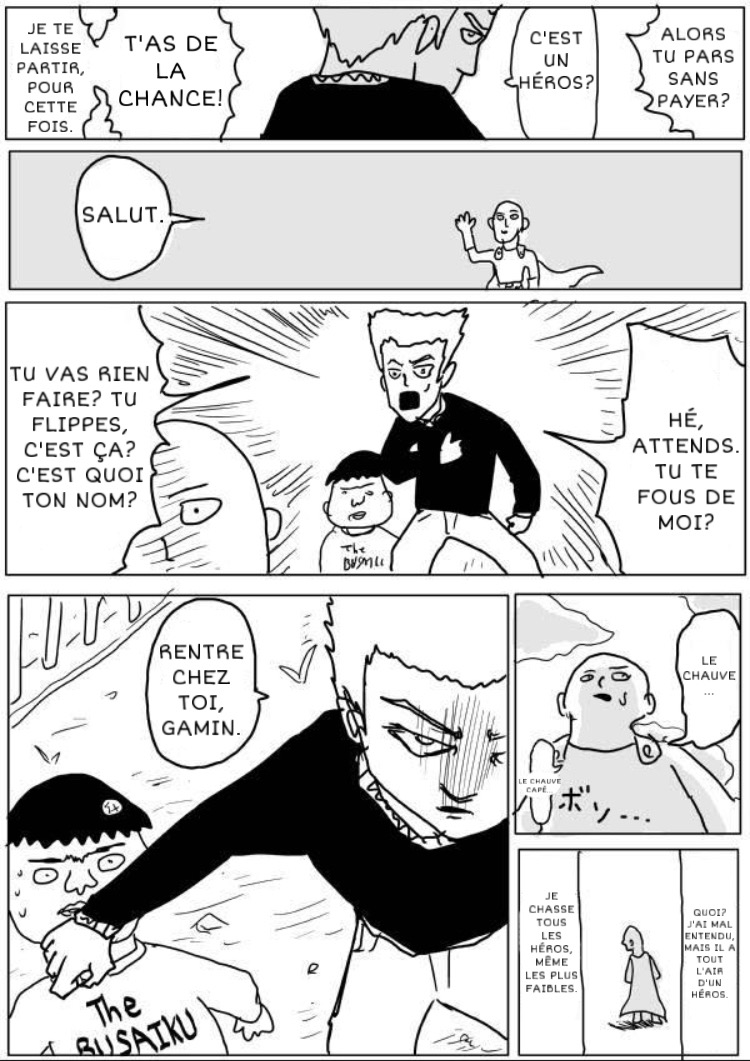 ALORS
TU PARS
SANS
PAYER?
C'EST
UN
HÉROS?
T'AS DE
LA
CHANCE!
JE TE
LAISSE
PARTIR,
POUR
CETTE
FOIS.
SALUT.
HÉ,
ATTENDS.
TU TE
FOUS DE
MOI?
TU VAS RIEN
FAIRE? TU
FLIPPES,
C'EST ÇA?
C'EST QUOI
TON NOM?
The
BUSAIKU
LE
CHAUVE
...
LE CHAUVE
CAPÉ...
ボソ...
RENTRE
CHEZ
TOI,
GAMIN.
The
BUSAIKU
QUOI?
J'AI MAL
ENTENDU,
MAIS IL A
TOUT
L'AIR
D'UN
HÉROS.
JE
CHASSE
TOUS
LES
HÉROS,
MÊME
LES PLUS
FAIBLES.